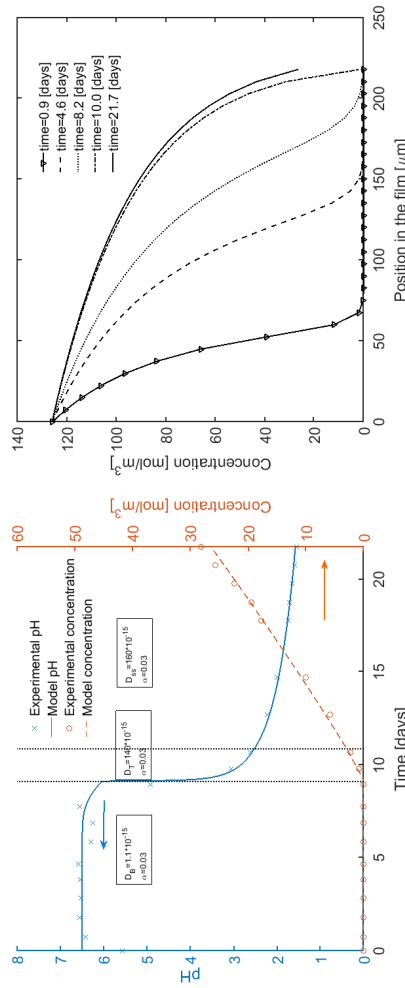 8
7
6
5
4
3
2
1
0
pH
0
5
10
15
20
Time [days]
60
50
40
30
20
10
0
Concentration [mol/m³]
Experimental pH
Model pH
Experimental concentration
Model concentration
D_B=1.1*10^-15
α=0.03
D_T=140*10^-15
α=0.03
D_ss=160*10^-15
α=0.03
140
120
100
80
60
40
20
0
Concentration [mol/m³]
0
50
100
150
200
250
Position in the film [μm]
time=0.9 [days]
time=4.6 [days]
time=8.2 [days]
time=10.0 [days]
time=21.7 [days]